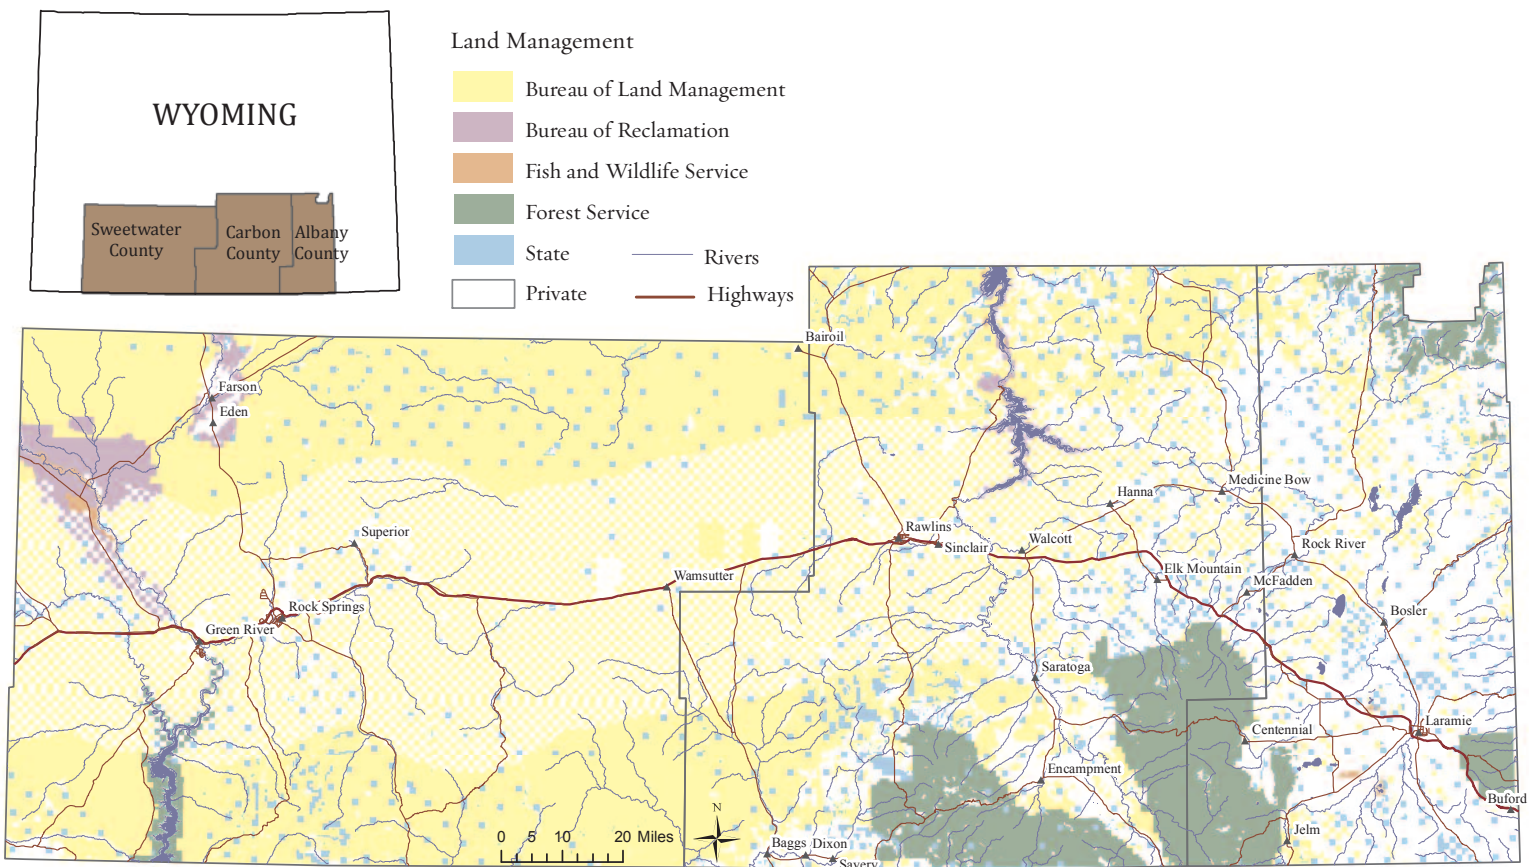 WYOMING
Sweetwater
County
Carbon
County
Albany
County
Land Management
Bureau of Land Management
Bureau of Reclamation
Fish and Wildlife Service
Forest Service
State
Private
Rivers
Highways
Bairoil
Farson
Eden
Superior
Rock Springs
Green River
Wamsutter
Rawlins
Sinclair
Walcott
Hanna
Medicine Bow
Rock River
Elk Mountain
McFadden
Bosler
Saratoga
Laramie
Centennial
Encampment
Buford
Jelm
Baggs
Dixon
Savery
N
0 5 10 20 Miles